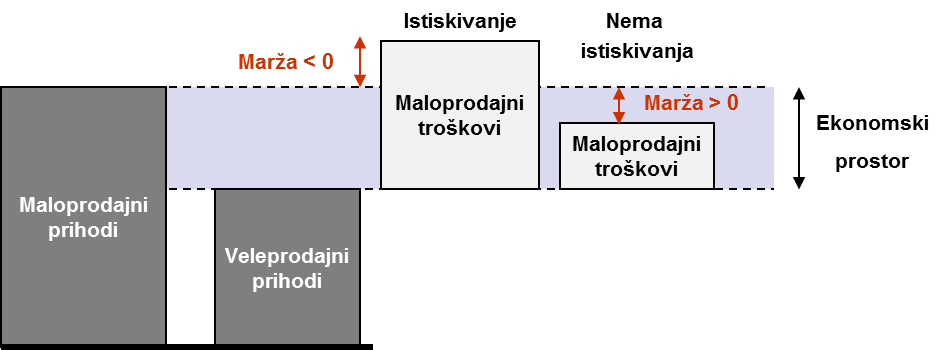 Istiskivanje
Nema
istiskivanja
Marža < 0
Maloprodajni
troškovi
Marža > 0
Maloprodajni
troškovi
Ekonomski
prostor
Maloprodajni
prihodi
Veleprodajni
prihodi